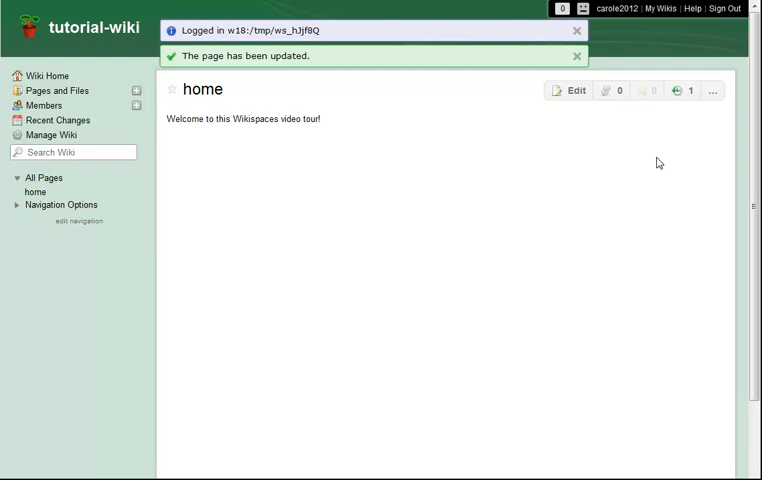 0 carole2012 | My Wikis | Help | Sign Out
tutorial-wiki
Logged in w18:/tmp/ws_hJjf8Q
The page has been updated.
Wiki Home
Pages and Files
Members
Recent Changes
Manage Wiki
Search Wiki
All Pages
home
Navigation Options
edit navigation
home
Edit 0 0 1 ...
Welcome to this Wikispaces video tour!